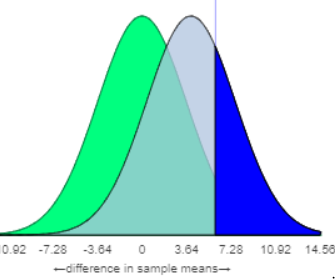 10.92 -7.28 -3.64 0 3.64 7.28 10.92 14.56
←difference in sample means→